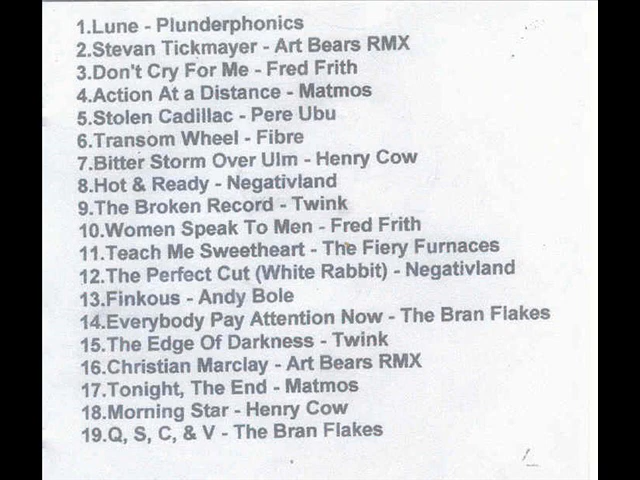 1.Lune - Plunderphonics
2.Stevan Tickmayer - Art Bears RMX
3.Don't Cry For Me - Fred Frith
4.Action At a Distance - Matmos
5.Stolen Cadillac - Pere Ubu
6.Transom Wheel - Fibre
7.Bitter Storm Over Ulm - Henry Cow
8.Hot & Ready - Negativland
9.The Broken Record - Twink
10.Women Speak To Men - Fred Frith
11.Teach Me Sweetheart - The Fiery Furnaces
12.The Perfect Cut (White Rabbit) - Negativland
13.Finkous - Andy Bole
14.Everybody Pay Attention Now - The Bran Flakes
15.The Edge Of Darkness - Twink
16.Christian Marclay - Art Bears RMX
17.Tonight, The End - Matmos
18.Morning Star - Henry Cow
19.Q, S, C, & V - The Bran Flakes